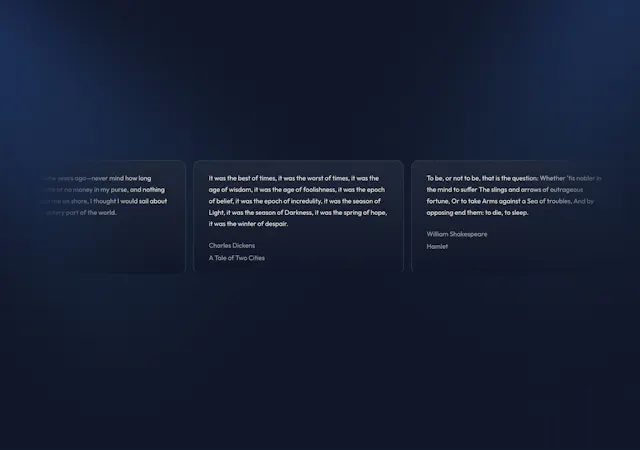 years ago—never mind how long
no money in my purse, and nothing
on shore, I thought I would sail about
part of the world.
It was the best of times, it was the worst of times, it was the
age of wisdom, it was the age of foolishness, it was the epoch
of belief, it was the epoch of incredulity, it was the season of
Light, it was the season of Darkness, it was the spring of hope,
it was the winter of despair.
Charles Dickens
A Tale of Two Cities
To be, or not to be, that is the question: Whether 'tis nobler in
the mind to suffer The slings and arrows of outrageous
fortune, Or to take Arms against a Sea of troubles, And by
opposing end them: to die, to sleep.
William Shakespeare
Hamlet